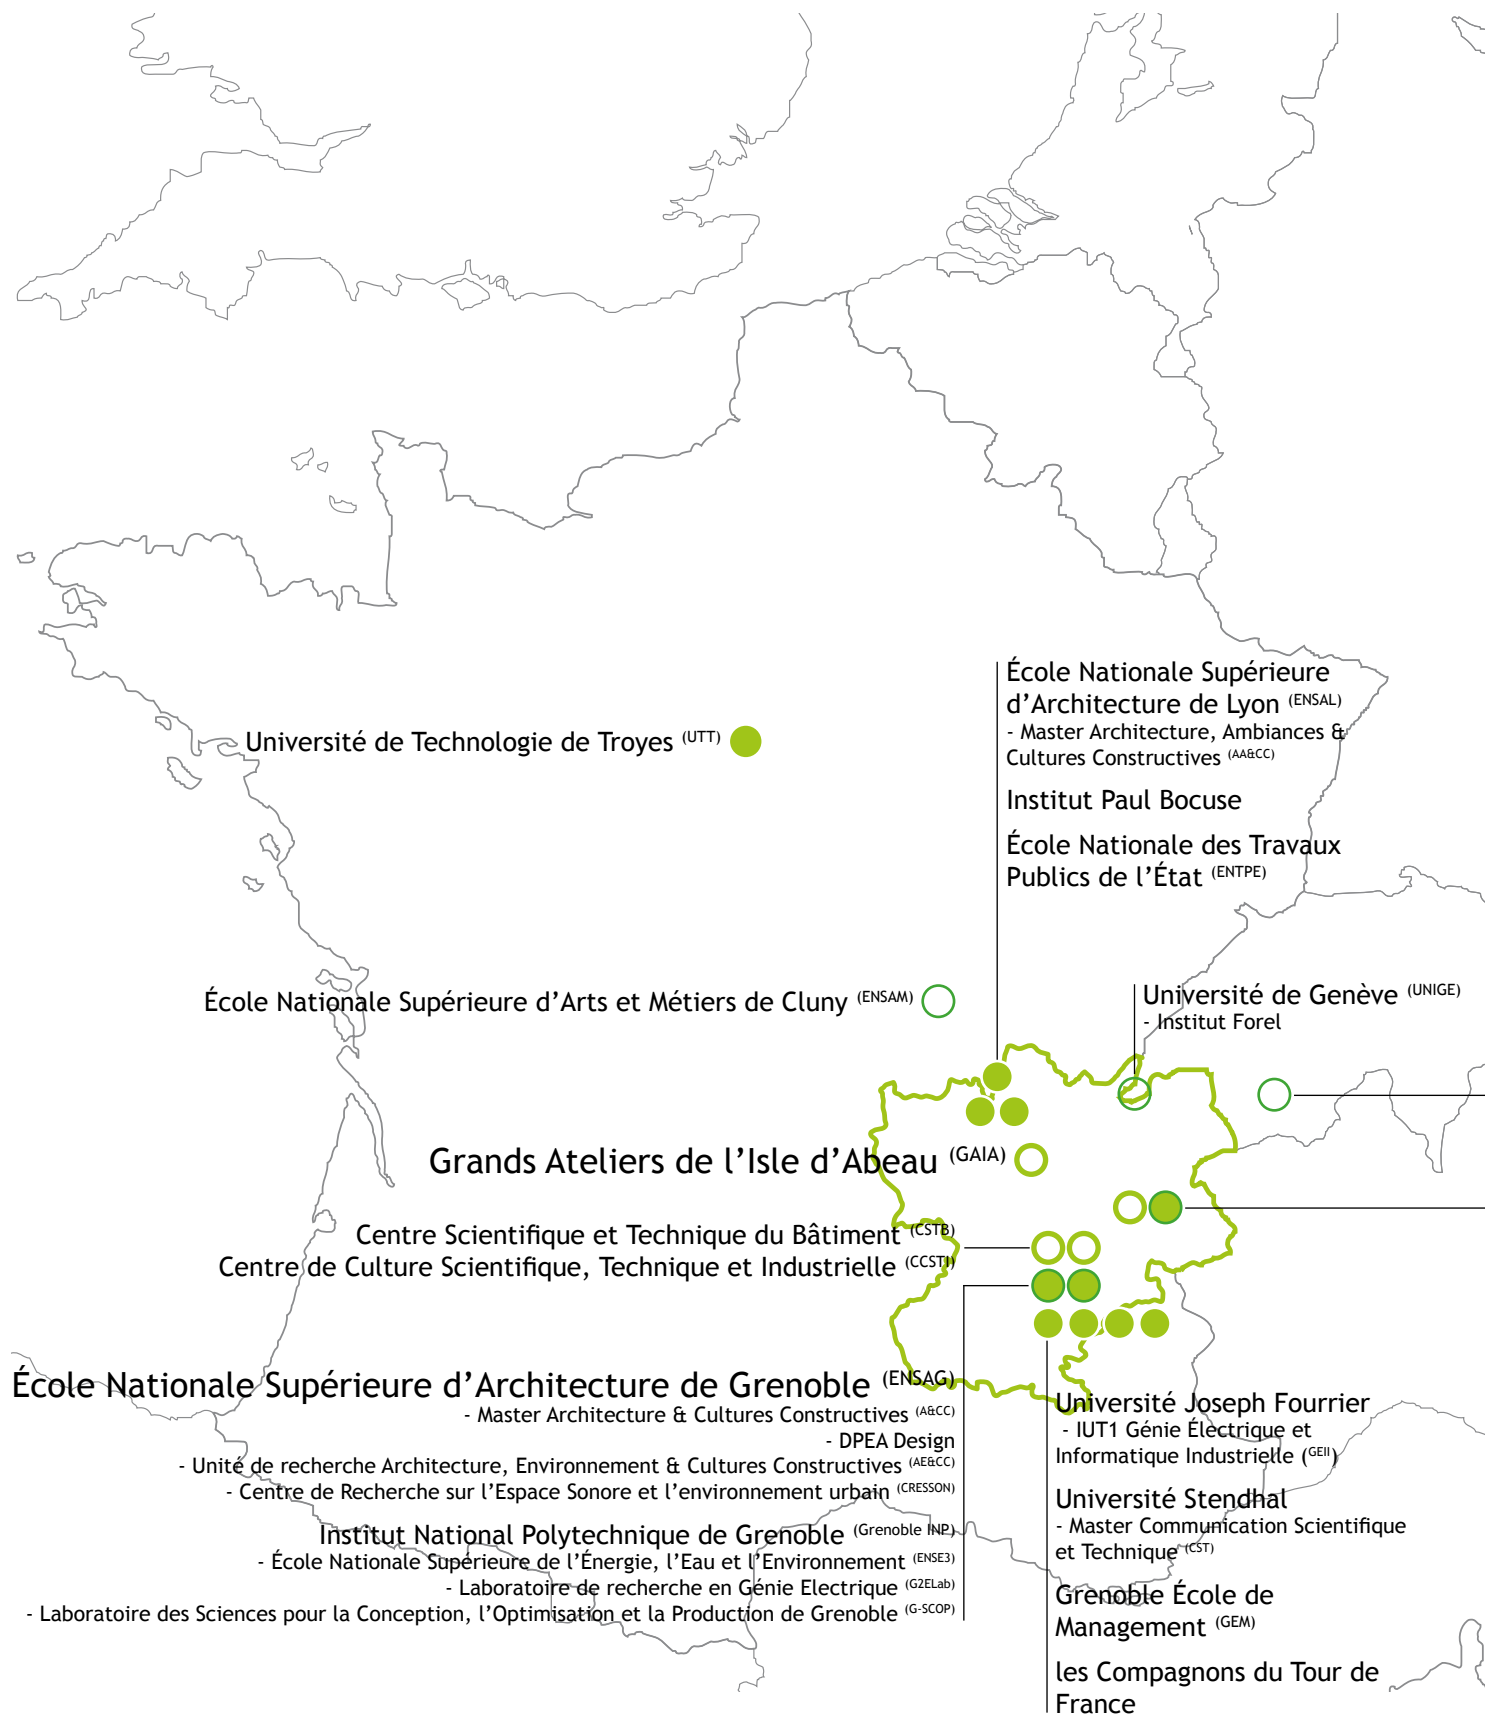 École Nationale Supérieure
d’Architecture de Lyon (ENSAL)
- Master Architecture, Ambiances &
Cultures Constructives (AA&CC)
Institut Paul Bocuse
École Nationale des Travaux
Publics de l’État (ENTPE)
Université de Technologie de Troyes (UTT)
École Nationale Supérieure d’Arts et Métiers de Cluny (ENSAM)
Université de Genève (UNIGE)
- Institut Forel
Grands Ateliers de l’Isle d’Abeau (GAIA)
Centre Scientifique et Technique du Bâtiment (CSTB)
Centre de Culture Scientifique, Technique et Industrielle (CCSTI)
École Nationale Supérieure d’Architecture de Grenoble (ENSAG)
- Master Architecture & Cultures Constructives (A&CC)
- DPEA Design
- Unité de recherche Architecture, Environnement & Cultures Constructives (AE&CC)
- Centre de Recherche sur l’Espace Sonore et l’environnement urbain (CRESSON)
Institut National Polytechnique de Grenoble (Grenoble INP)
- École Nationale Supérieure de l’Énergie, l’Eau et l’Environnement (ENSE3)
- Laboratoire de recherche en Génie Electrique (G2ELab)
- Laboratoire des Sciences pour la Conception, l’Optimisation et la Production de Grenoble (G-SCOP)
Université Joseph Fourrier
- IUT1 Génie Électrique et
Informatique Industrielle (GEII)
Université Stendhal
- Master Communication Scientifique
et Technique (CST)
Grenoble École de
Management (GEM)
les Compagnons du Tour de
France